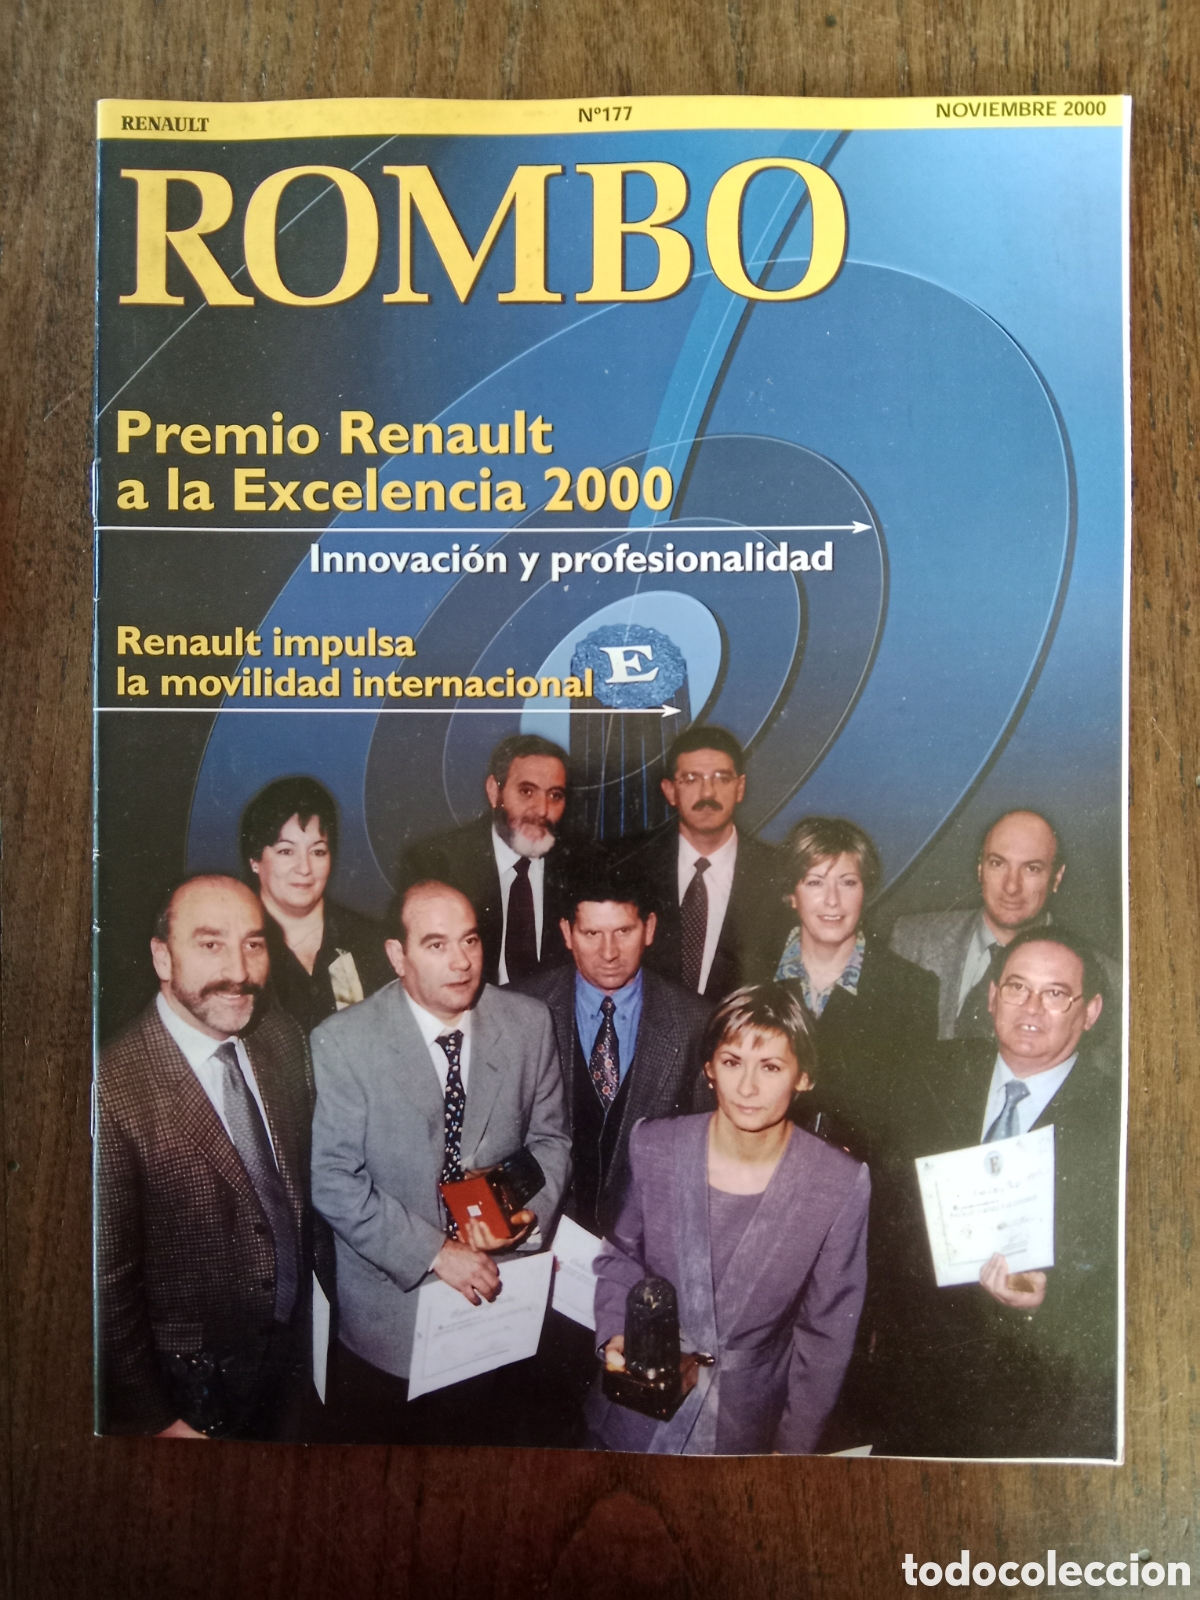 RENAULT
Nº177
NOVIEMBRE 2000
ROMBO
Premio Renault
a la Excelencia 2000
Innovación y profesionalidad
Renault impulsa
la movilidad internacional
E
E
todocoleccion